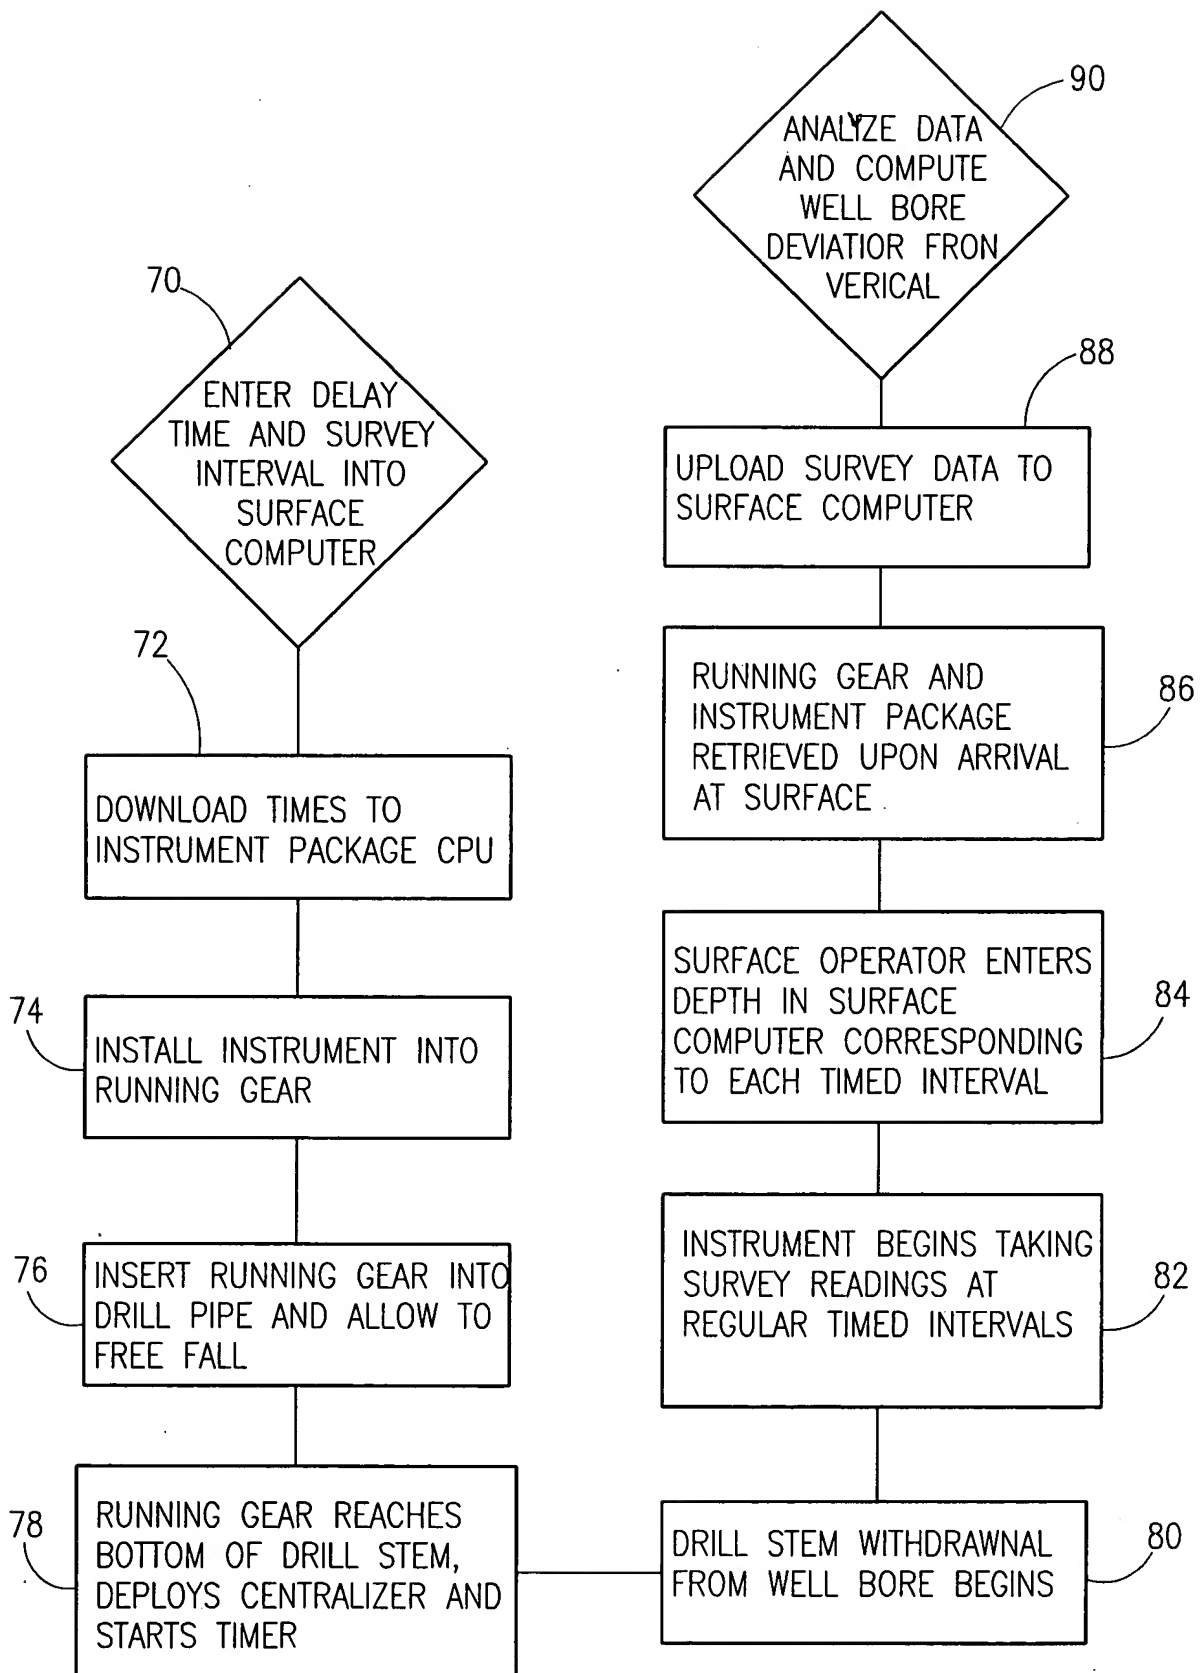 70
ENTER DELAY
TIME AND SURVEY
INTERVAL INTO
SURFACE
COMPUTER
72
DOWNLOAD TIMES TO
INSTRUMENT PACKAGE CPU
74
INSTALL INSTRUMENT INTO
RUNNING GEAR
76
INSERT RUNNING GEAR INTO
DRILL PIPE AND ALLOW TO
FREE FALL
78
RUNNING GEAR REACHES
BOTTOM OF DRILL STEM,
DEPLOYS CENTRALIZER AND
STARTS TIMER
80
DRILL STEM WITHDRAWNAL
FROM WELL BORE BEGINS
82
INSTRUMENT BEGINS TAKING
SURVEY READINGS AT
REGULAR TIMED INTERVALS
84
SURFACE OPERATOR ENTERS
DEPTH IN SURFACE
COMPUTER CORRESPONDING
TO EACH TIMED INTERVAL
86
RUNNING GEAR AND
INSTRUMENT PACKAGE
RETRIEVED UPON ARRIVAL
AT SURFACE
88
UPLOAD SURVEY DATA TO
SURFACE COMPUTER
90
ANALYZE DATA
AND COMPUTE
WELL BORE
DEVIATIOR FRON
VERICAL